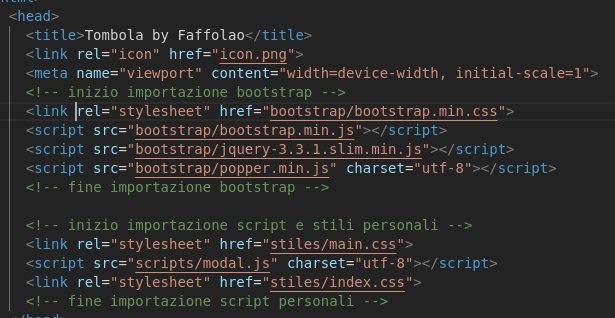 <head>
<title>Tombola by Faffolao</title>
<link rel="icon" href="icon.png">
<meta name="viewport" content="width=device-width, initial-scale=1">
<!-- inizio importazione bootstrap -->
<link rel="stylesheet" href="bootstrap/bootstrap.min.css">
<script src="bootstrap/bootstrap.min.js"></script>
<script src="bootstrap/jquery-3.3.1.slim.min.js"></script>
<script src="bootstrap/popper.min.js" charset="utf-8"></script>
<!-- fine importazione bootstrap -->
<!-- inizio importazione script e stili personali -->
<link rel="stylesheet" href="stiles/main.css">
<script src="scripts/modal.js" charset="utf-8"></script>
<link rel="stylesheet" href="stiles/index.css">
<!-- fine importazione script personali -->
</head>